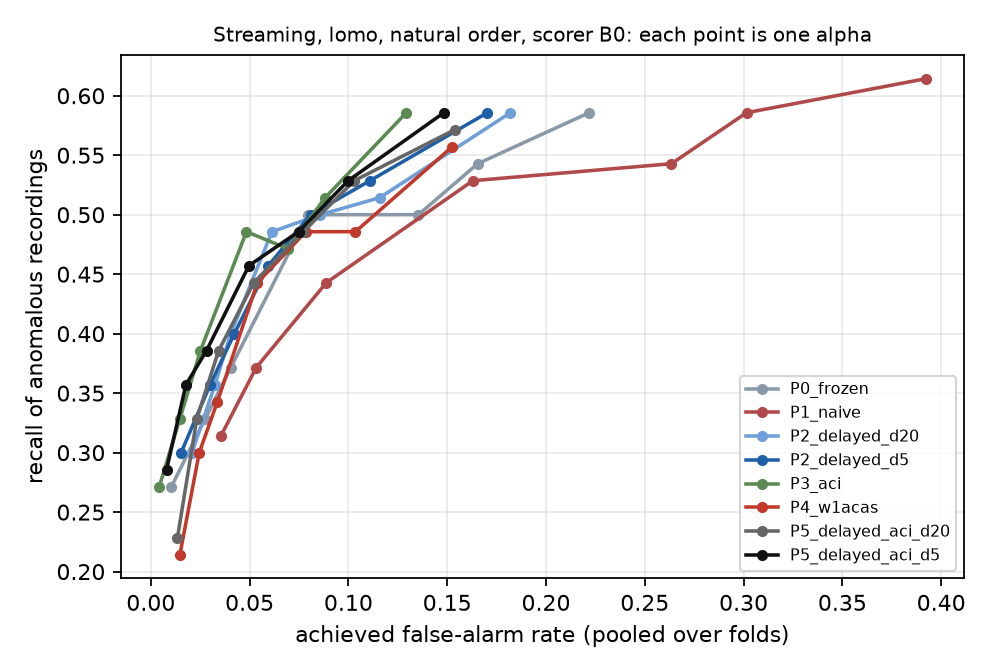 Streaming, lomo, natural order, scorer B0: each point is one alpha
recall of anomalous recordings
0.60
0.55
0.50
0.45
0.40
0.35
0.30
0.25
0.20
P0_frozen
P1_naive
P2_delayed_d20
P2_delayed_d5
P3_aci
P4_w1acas
P5_delayed_aci_d20
P5_delayed_aci_d5
0.00 0.05 0.10 0.15 0.20 0.25 0.30 0.35 0.40
achieved false-alarm rate (pooled over folds)